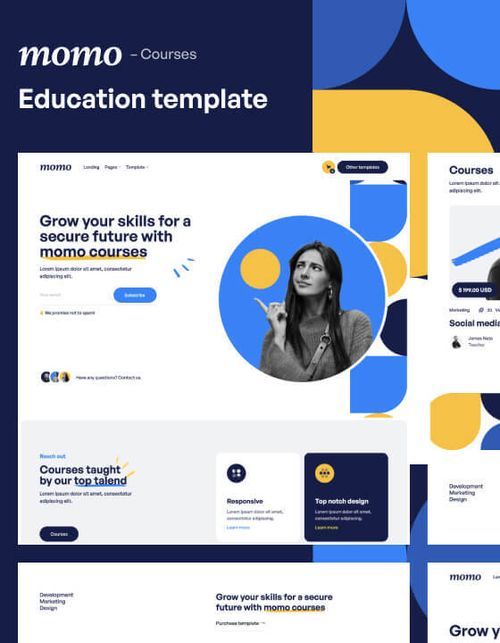 momo – Courses
Education template
momo
Landing Pages Template
Other templates
Grow your skills for a
secure future with
momo courses
Lorem ipsum dolor sit amet, consectetur
adipiscing elit.
Your email
Subscribe
We promise not to spam!
Have any questions? Contact us.
Reach out
Courses taught
by our top talend
Lorem ipsum dolor sit amet, consectetur
adipiscing elit.
Courses
Responsive
Lorem ipsum dolor sit amet,
consectetur adipiscing.
Learn more
Top notch design
Lorem ipsum dolor sit amet,
consectetur adipiscing.
Learn more
Courses
Lorem ipsum dolor sit
adipiscing elit.
$ 199.00 USD
Marketing
Social media
James Neto
Teacher
Development
Marketing
Design
Development
Marketing
Design
Grow your skills for a secure
future with momo courses
Purchase template
momo
Grow y